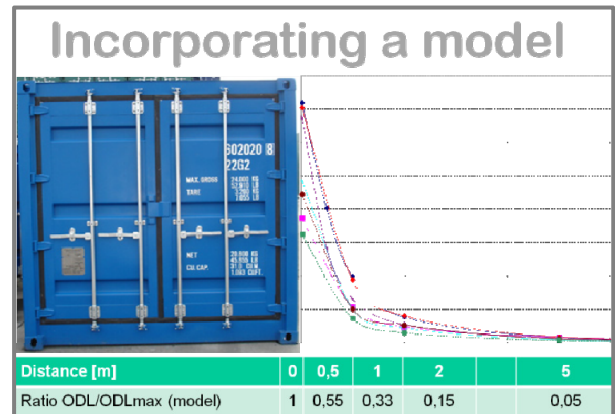 Incorporating a model
602020 8
22G2
MAX. GROSS
TARE
NET
CU.CAP.
Distance [m] 0 0,5 1 2 5
Ratio ODL/ODLmax (model) 1 0,55 0,33 0,15 0,05